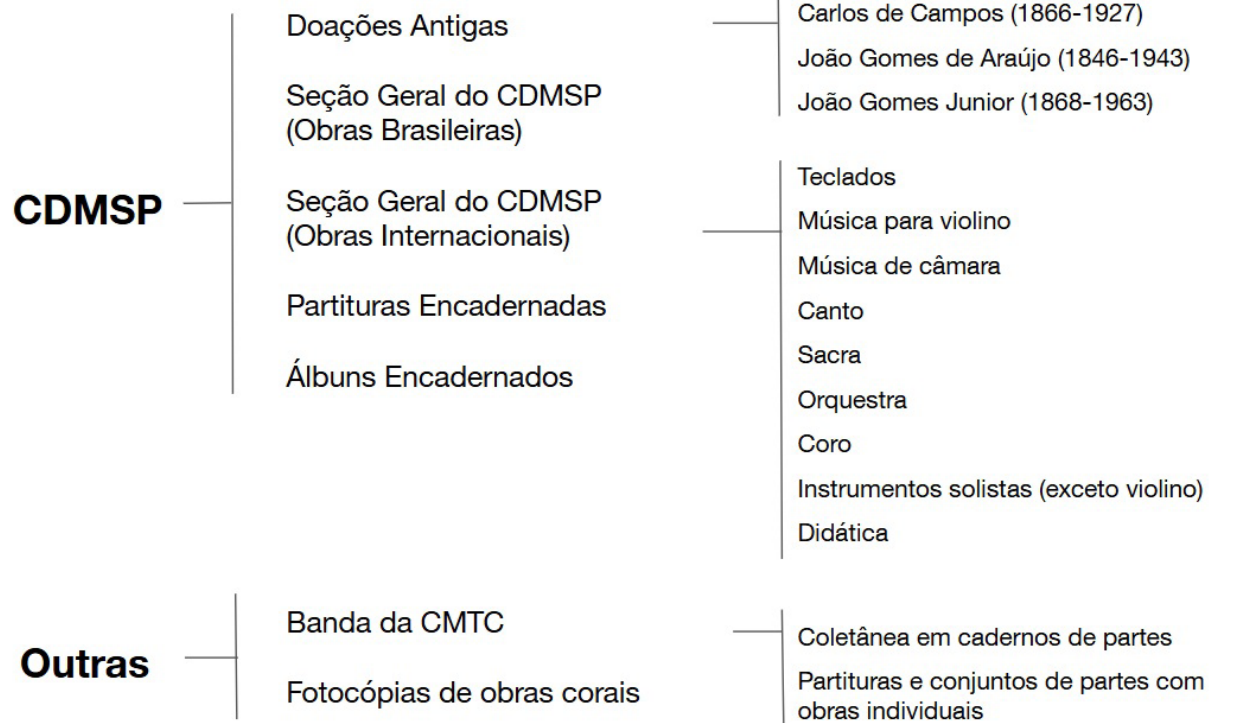 CDMSP
Doações Antigas
Carlos de Campos (1866-1927)
João Gomes de Araújo (1846-1943)
João Gomes Junior (1868-1963)
Seção Geral do CDMSP
(Obras Brasileiras)
Seção Geral do CDMSP
(Obras Internacionais)
Teclados
Música para violino
Música de câmara
Canto
Sacra
Orquestra
Coro
Instrumentos solistas (exceto violino)
Didática
Partituras Encadernadas
Álbuns Encadernados
Outras
Banda da CMTC
Coletânea em cadernos de partes
Partituras e conjuntos de partes com
obras individuais
Fotocópias de obras corais